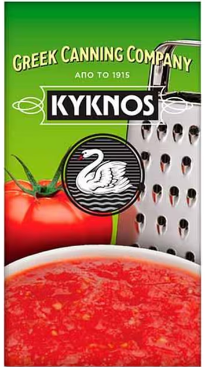 GREEK CANNING COMPANY
ΑΠΟ ΤΟ 1915
KYKNOS